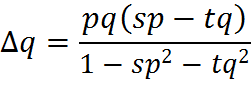 Δq = pq(sp − tq) / 1 − sp² − tq²